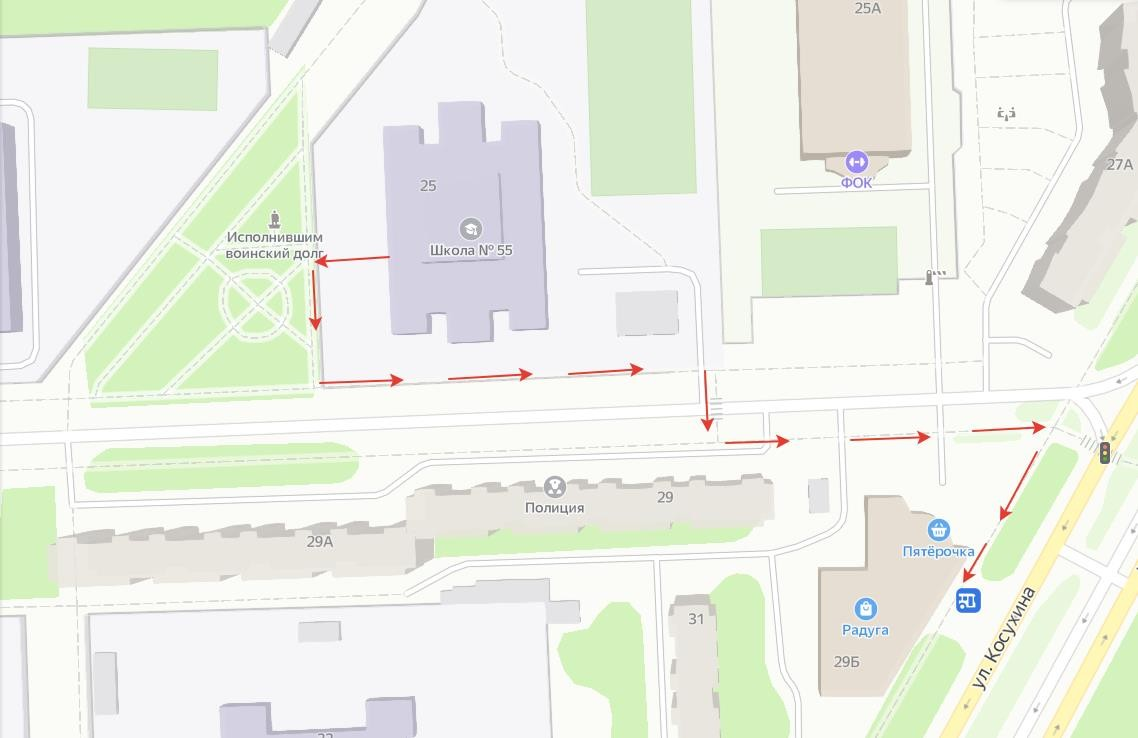 25А
ФОК
27А
25
Школа № 55
Исполнившим
воинский долг
29
Полиция
29А
Пятёрочка
31
Радуга
29Б
ул. Косухина